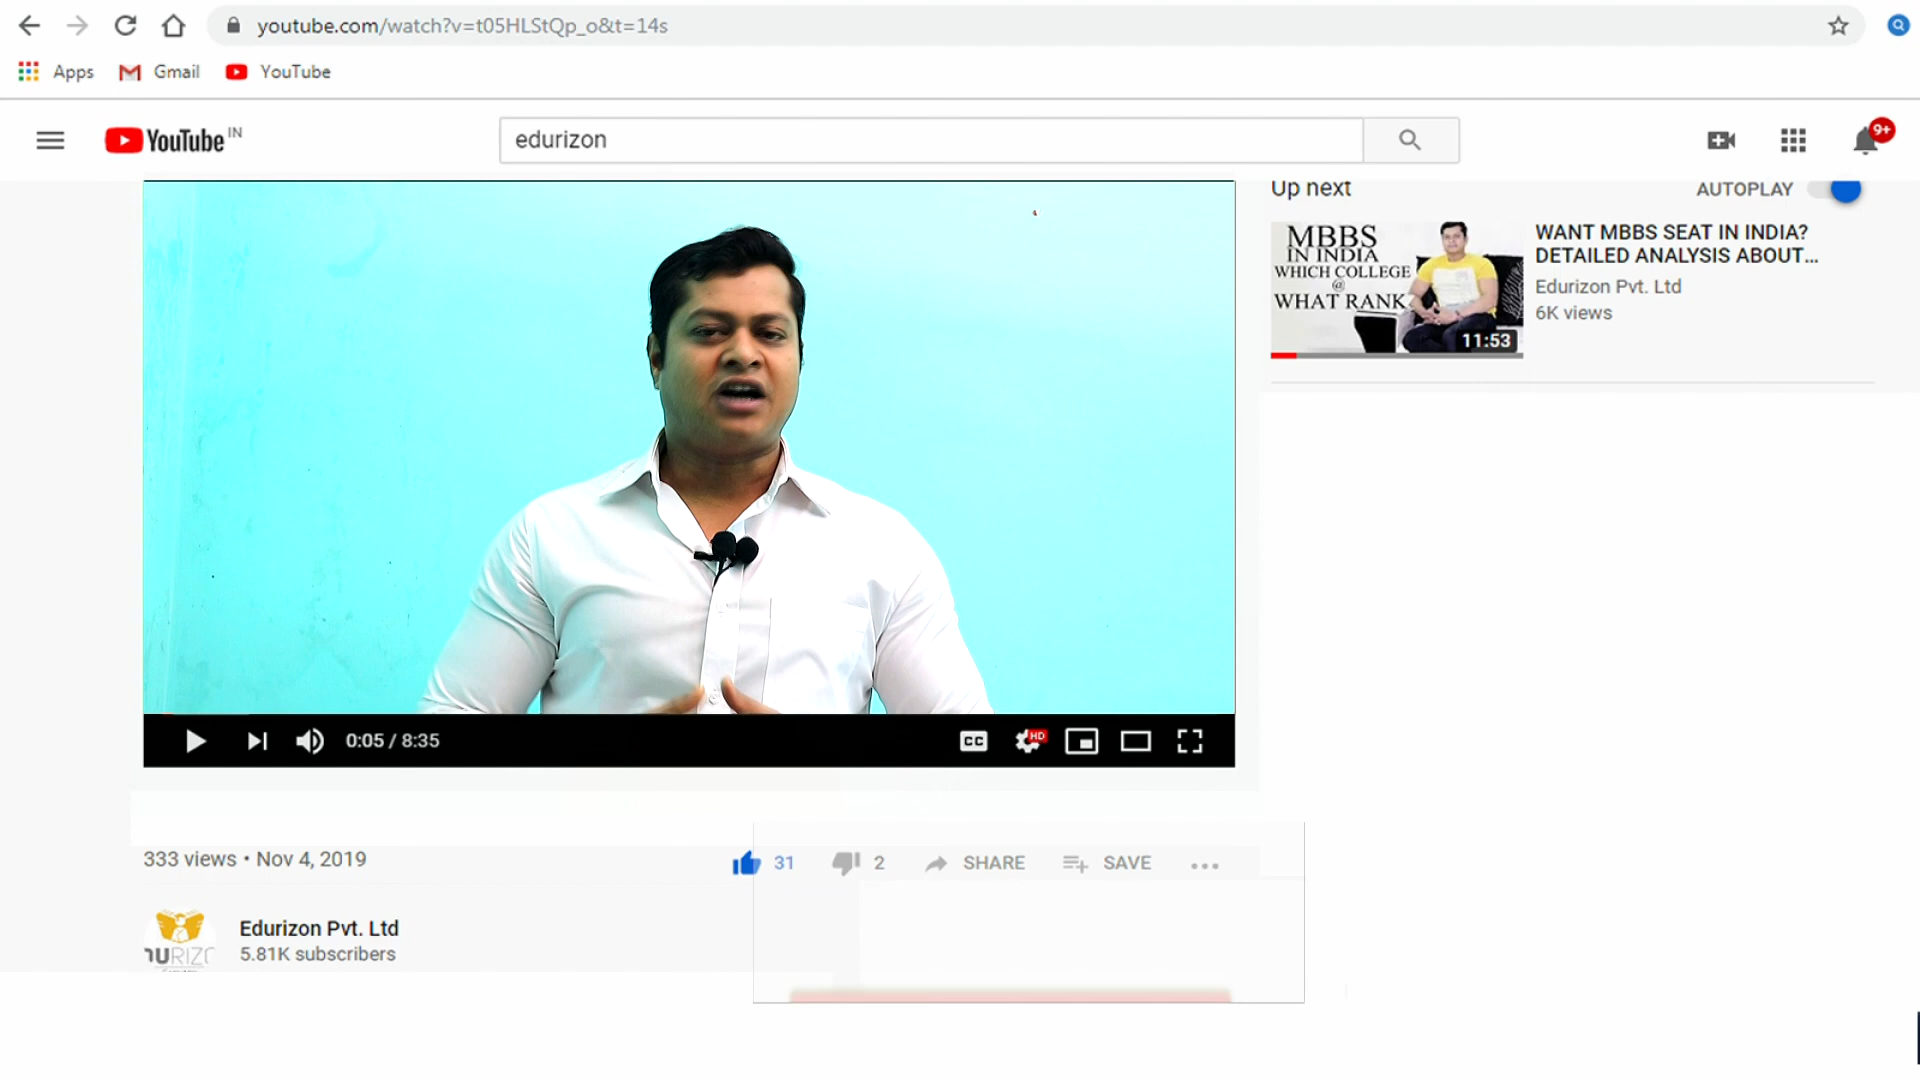 youtube.com/watch?v=t05HLStQp_o&t=14s
Apps Gmail YouTube
YouTube IN
edurizon
9+
Up next AUTOPLAY
MBBS
IN INDIA
WHICH COLLEGE
@
WHAT RANK
11:53
WANT MBBS SEAT IN INDIA?
DETAILED ANALYSIS ABOUT...
Edurizon Pvt. Ltd
6K views
0:05 / 8:35
CC HD
333 views • Nov 4, 2019
31 2 SHARE SAVE
Edurizon Pvt. Ltd
5.81K subscribers